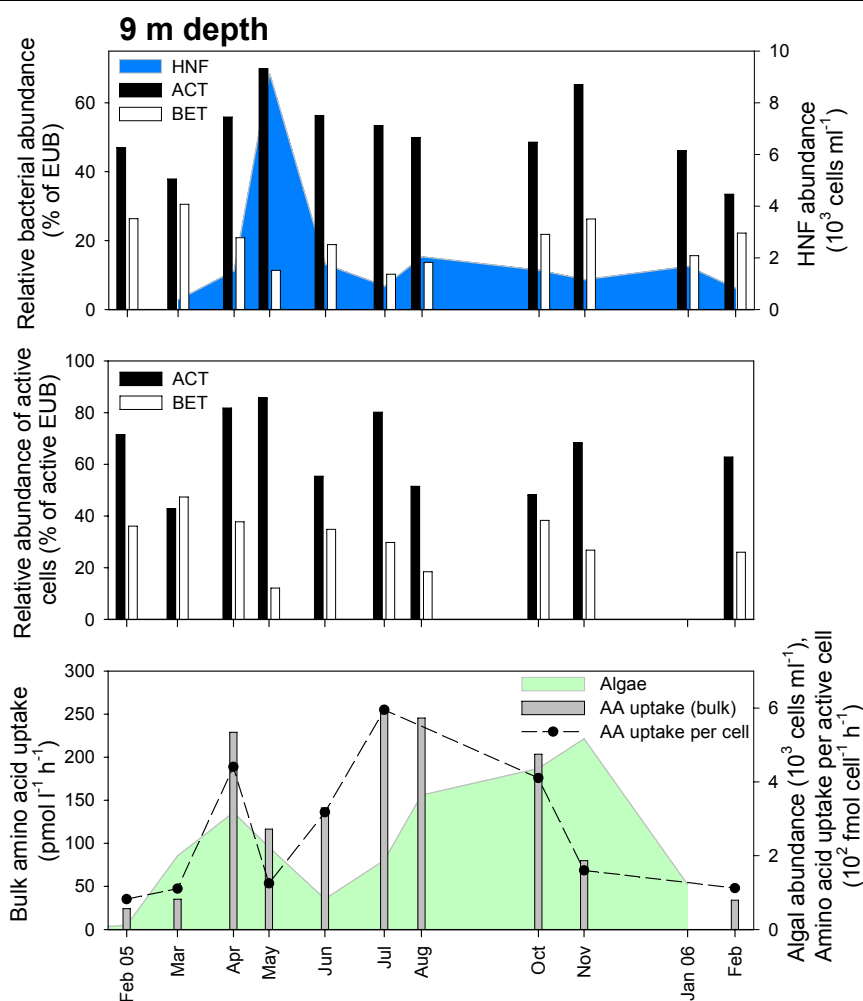 9 m depth
Relative bacterial abundance
(% of EUB)
HNF
ACT
BET
60
40
20
0
10
8
6
4
2
0
HNF abundance
(10³ cells ml⁻¹)
Relative abundance of active
cells (% of active EUB)
ACT
BET
100
80
60
40
20
0
Bulk amino acid uptake
(pmol l⁻¹ h⁻¹)
Algae
AA uptake (bulk)
AA uptake per cell
300
250
200
150
100
50
0
6
4
2
0
Algal abundance (10³ cells ml⁻¹),
Amino acid uptake per active cell
(10² fmol cell⁻¹ h⁻¹)
Feb 05
Mar
Apr
May
Jun
Jul
Aug
Oct
Nov
Jan 06
Feb